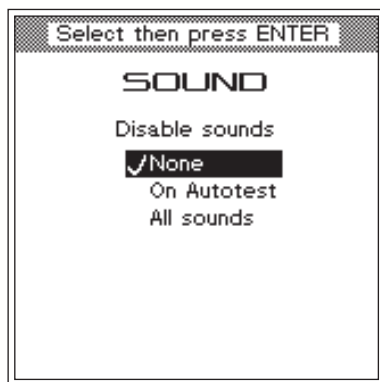 Select then press ENTER
SOUND
Disable sounds
✓None
On Autotest
All sounds